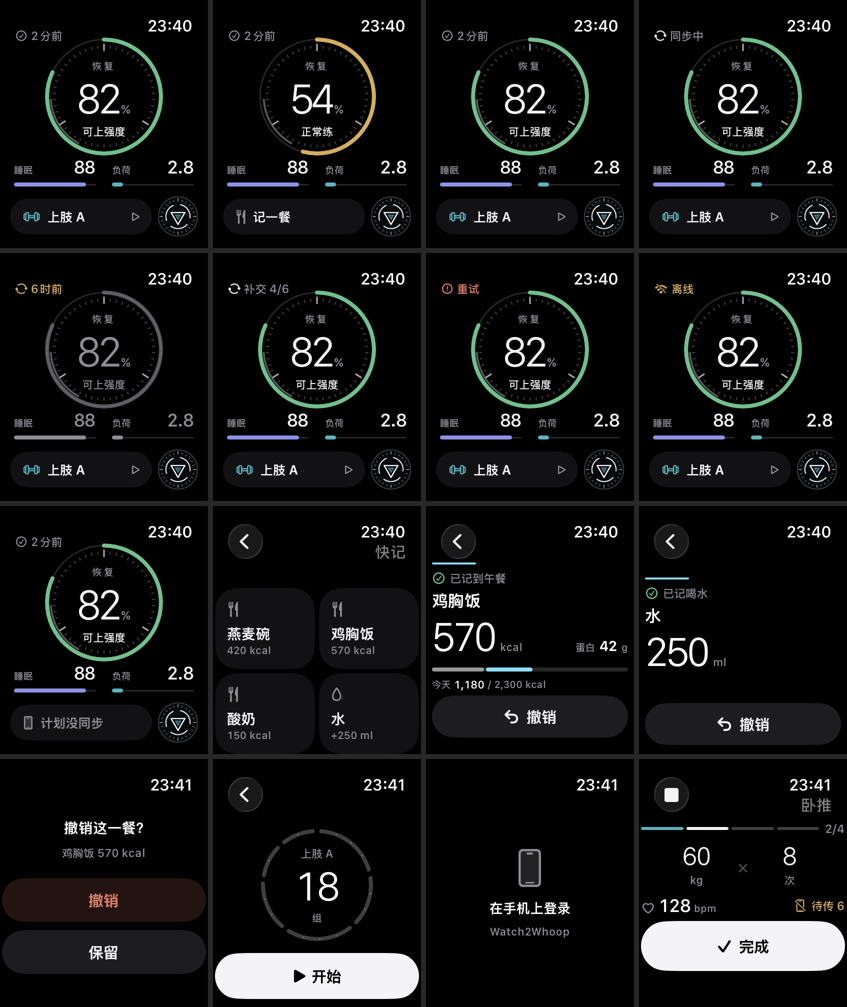 2 分前
23:40
恢复
82%
可上强度
睡眠 88
负荷 2.8
上肢 A
2 分前
23:40
恢复
54%
正常练
睡眠 88
负荷 2.8
记一餐
2 分前
23:40
恢复
82%
可上强度
睡眠 88
负荷 2.8
上肢 A
同步中
23:40
恢复
82%
可上强度
睡眠 88
负荷 2.8
上肢 A
6 时前
23:40
恢复
82%
可上强度
睡眠 88
负荷 2.8
上肢 A
补交 4/6
23:40
恢复
82%
可上强度
睡眠 88
负荷 2.8
上肢 A
重试
23:40
恢复
82%
可上强度
睡眠 88
负荷 2.8
上肢 A
离线
23:40
恢复
82%
可上强度
睡眠 88
负荷 2.8
上肢 A
2 分前
23:40
恢复
82%
可上强度
睡眠 88
负荷 2.8
计划没同步
23:40
快记
燕麦碗
420 kcal
鸡胸饭
570 kcal
酸奶
150 kcal
水
+250 ml
23:40
已记到午餐
鸡胸饭
570 kcal
蛋白 42 g
今天 1,180 / 2,300 kcal
撤销
23:40
已记喝水
水
250 ml
撤销
23:41
撤销这一餐?
鸡胸饭 570 kcal
撤销
保留
23:41
上肢 A
18
组
开始
23:41
在手机上登录
Watch2Whoop
23:41
卧推
2/4
60 × 8
kg 次
128 bpm
待传 6
完成